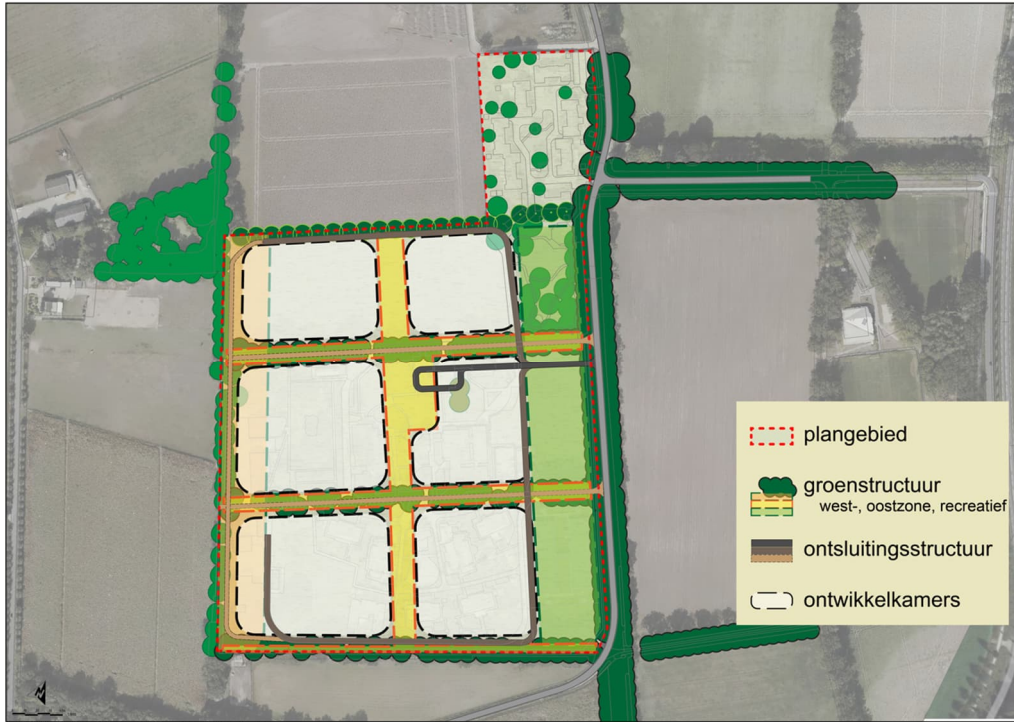 plangebied
groenstructuur
west-, oostzone, recreatief
ontsluitingsstructuur
ontwikkelkamers